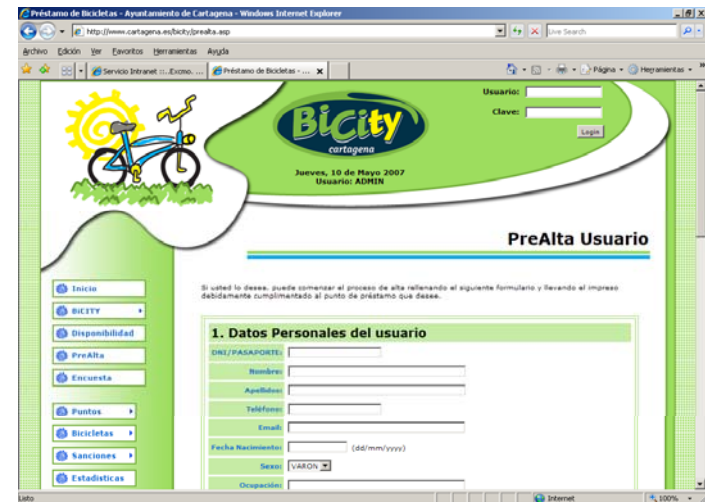 Préstamo de Bicicletas - Ayuntamiento de Cartagena - Windows Internet Explorer
http://www.cartagena.es/bicity/prealta.asp
Live Search
Archivo Edición Ver Favoritos Herramientas Ayuda
Servicio Intranet ::..Excmo. ...
Préstamo de Bicicletas - ...
Página
Herramientas
Usuario:
Clave:
Login
BiCity
cartagena
Jueves, 10 de Mayo 2007
Usuario: ADMIN
PreAlta Usuario
Si usted lo desea, puede comenzar el proceso de alta rellenando el siguiente formulario y llevando el impreso
debidamente cumplimentado al punto de préstamo que desee.
Inicio
BiCITY
Disponibilidad
PreAlta
Encuesta
Puntos
Bicicletas
Sanciones
Estadisticas
1. Datos Personales del usuario
DNI/PASAPORTE:
Nombre:
Apellidos:
Teléfono:
Email:
Fecha Nacimiento:
(dd/mm/yyyy)
Sexo:
VARON
Ocupación:
Listo
Internet
100%